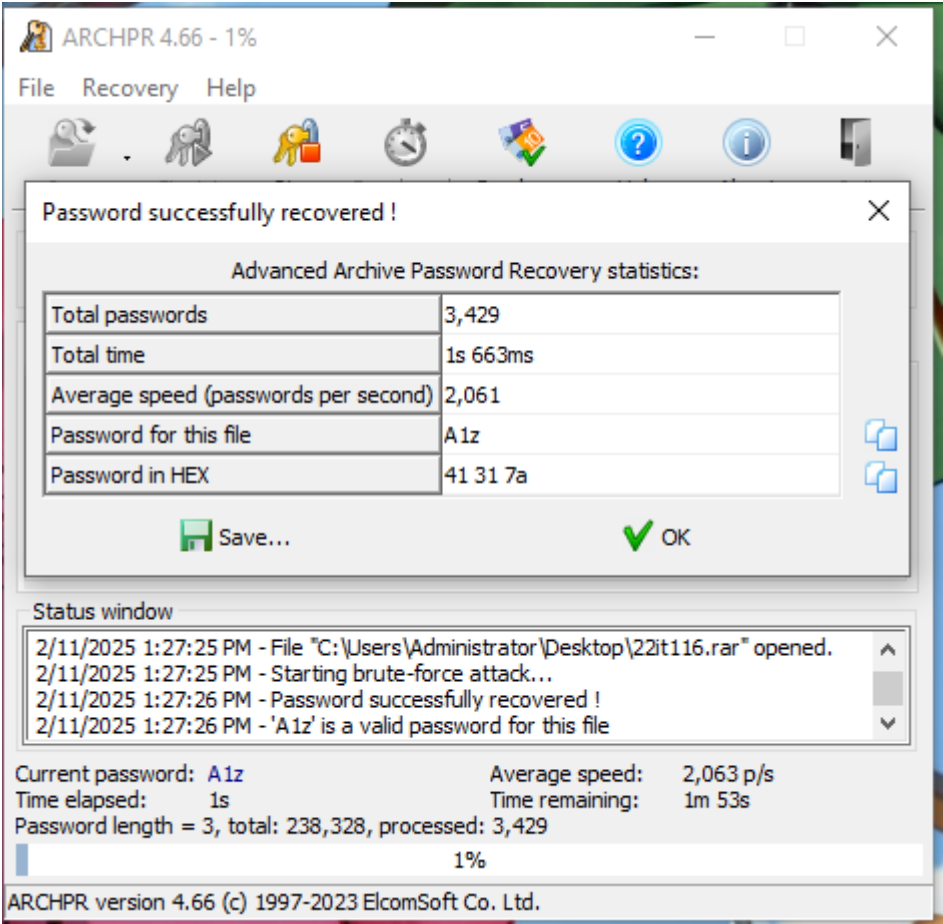 ARCHPR 4.66 - 1%
File Recovery Help
Password successfully recovered !
Advanced Archive Password Recovery statistics:
Total passwords 3,429
Total time 1s 663ms
Average speed (passwords per second) 2,061
Password for this file A1z
Password in HEX 41 31 7a
Save... OK
Status window
2/11/2025 1:27:25 PM - File "C:\Users\Administrator\Desktop\22it116.rar" opened.
2/11/2025 1:27:25 PM - Starting brute-force attack...
2/11/2025 1:27:26 PM - Password successfully recovered !
2/11/2025 1:27:26 PM - 'A1z' is a valid password for this file
Current password: A1z Average speed: 2,063 p/s
Time elapsed: 1s Time remaining: 1m 53s
Password length = 3, total: 238,328, processed: 3,429
1%
ARCHPR version 4.66 (c) 1997-2023 ElcomSoft Co. Ltd.